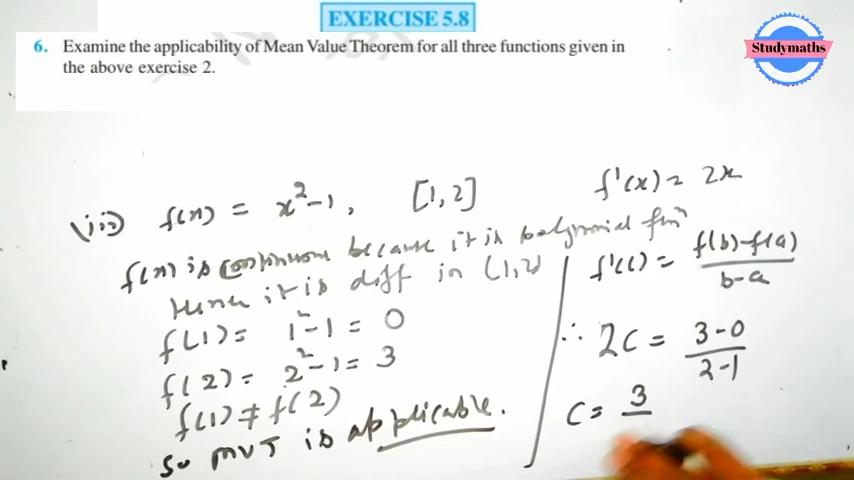 EXERCISE 5.8
6. Examine the applicability of Mean Value Theorem for all three functions given in
the above exercise 2.
Studymaths
(iii) f(x) = x²-1, [1,2]
f(x) is continuous because it is polynomial fun
Hence it is diff in (1,2)
f(1) = 1²-1 = 0
f(2) = 2²-1 = 3
f(1) ≠ f(2)
So MVT is applicable.
f'(x) = 2x
f'(c) = f(b)-f(a) / b-a
∴ 2c = 3-0 / 2-1
c = 3